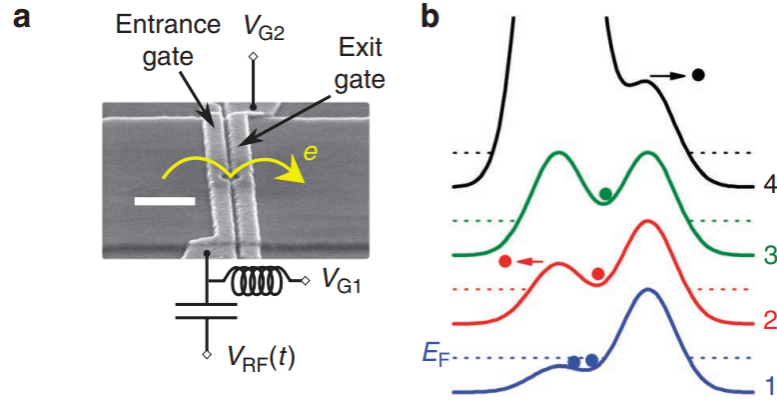 a
Entrance
gate
V_G2
Exit
gate
e
V_G1
V_RF(t)
b
4
3
2
E_F
1